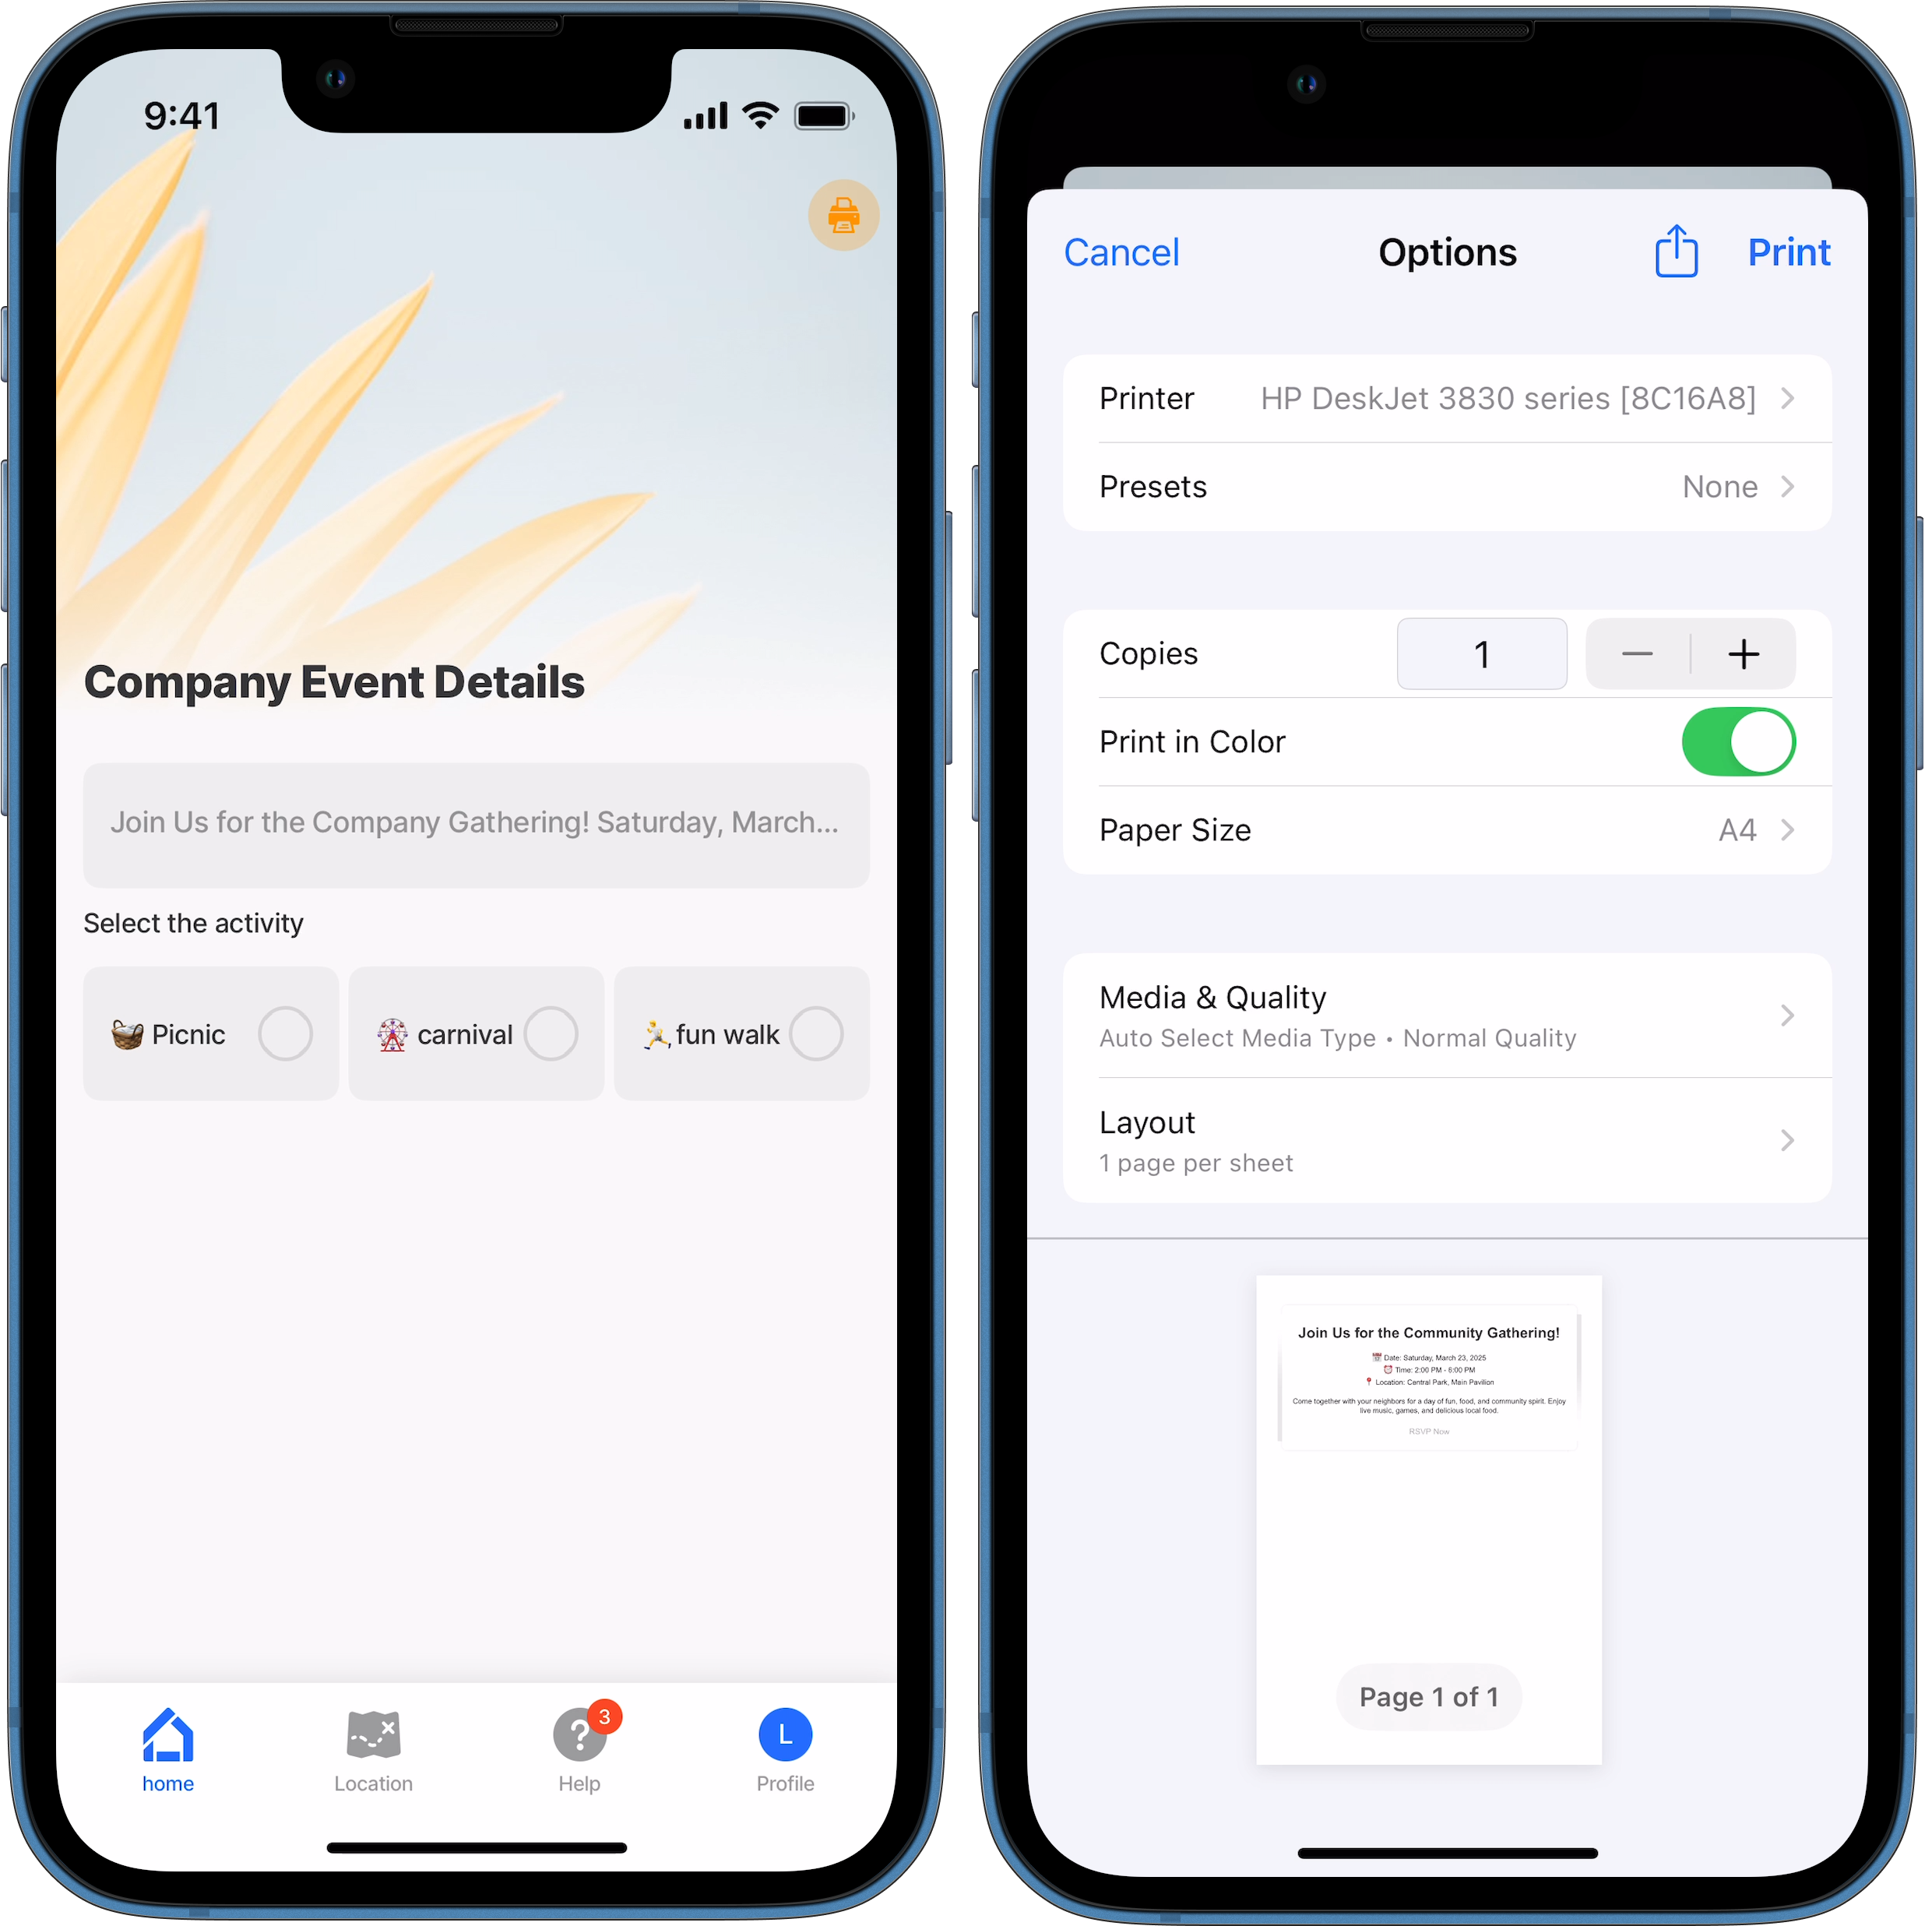 9:41
Company Event Details
Join Us for the Company Gathering! Saturday, March...
Select the activity
Picnic
carnival
fun walk
home
Location
3
Help
L
Profile
Cancel
Options
Print
Printer
HP DeskJet 3830 series [8C16A8]
Presets
None
Copies
1
Print in Color
Paper Size
A4
Media & Quality
Auto Select Media Type • Normal Quality
Layout
1 page per sheet
Join Us for the Community Gathering!
Date: Saturday, March 23, 2025
Time: 2:00 PM - 6:00 PM
Location: Central Park, Main Pavilion
Come together with your neighbors for a day of fun, food, and community spirit. Enjoy
live music, games, and delicious local food.
RSVP Now
Page 1 of 1